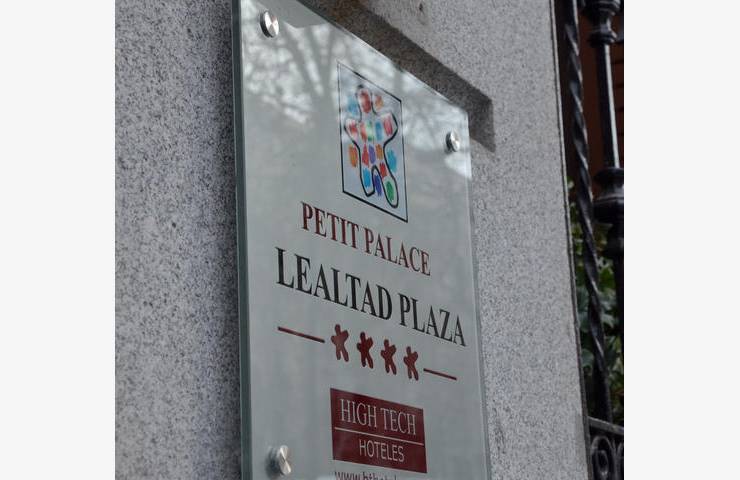 PETIT PALACE
LEALTAD PLAZA
HIGH TECH
HOTELES